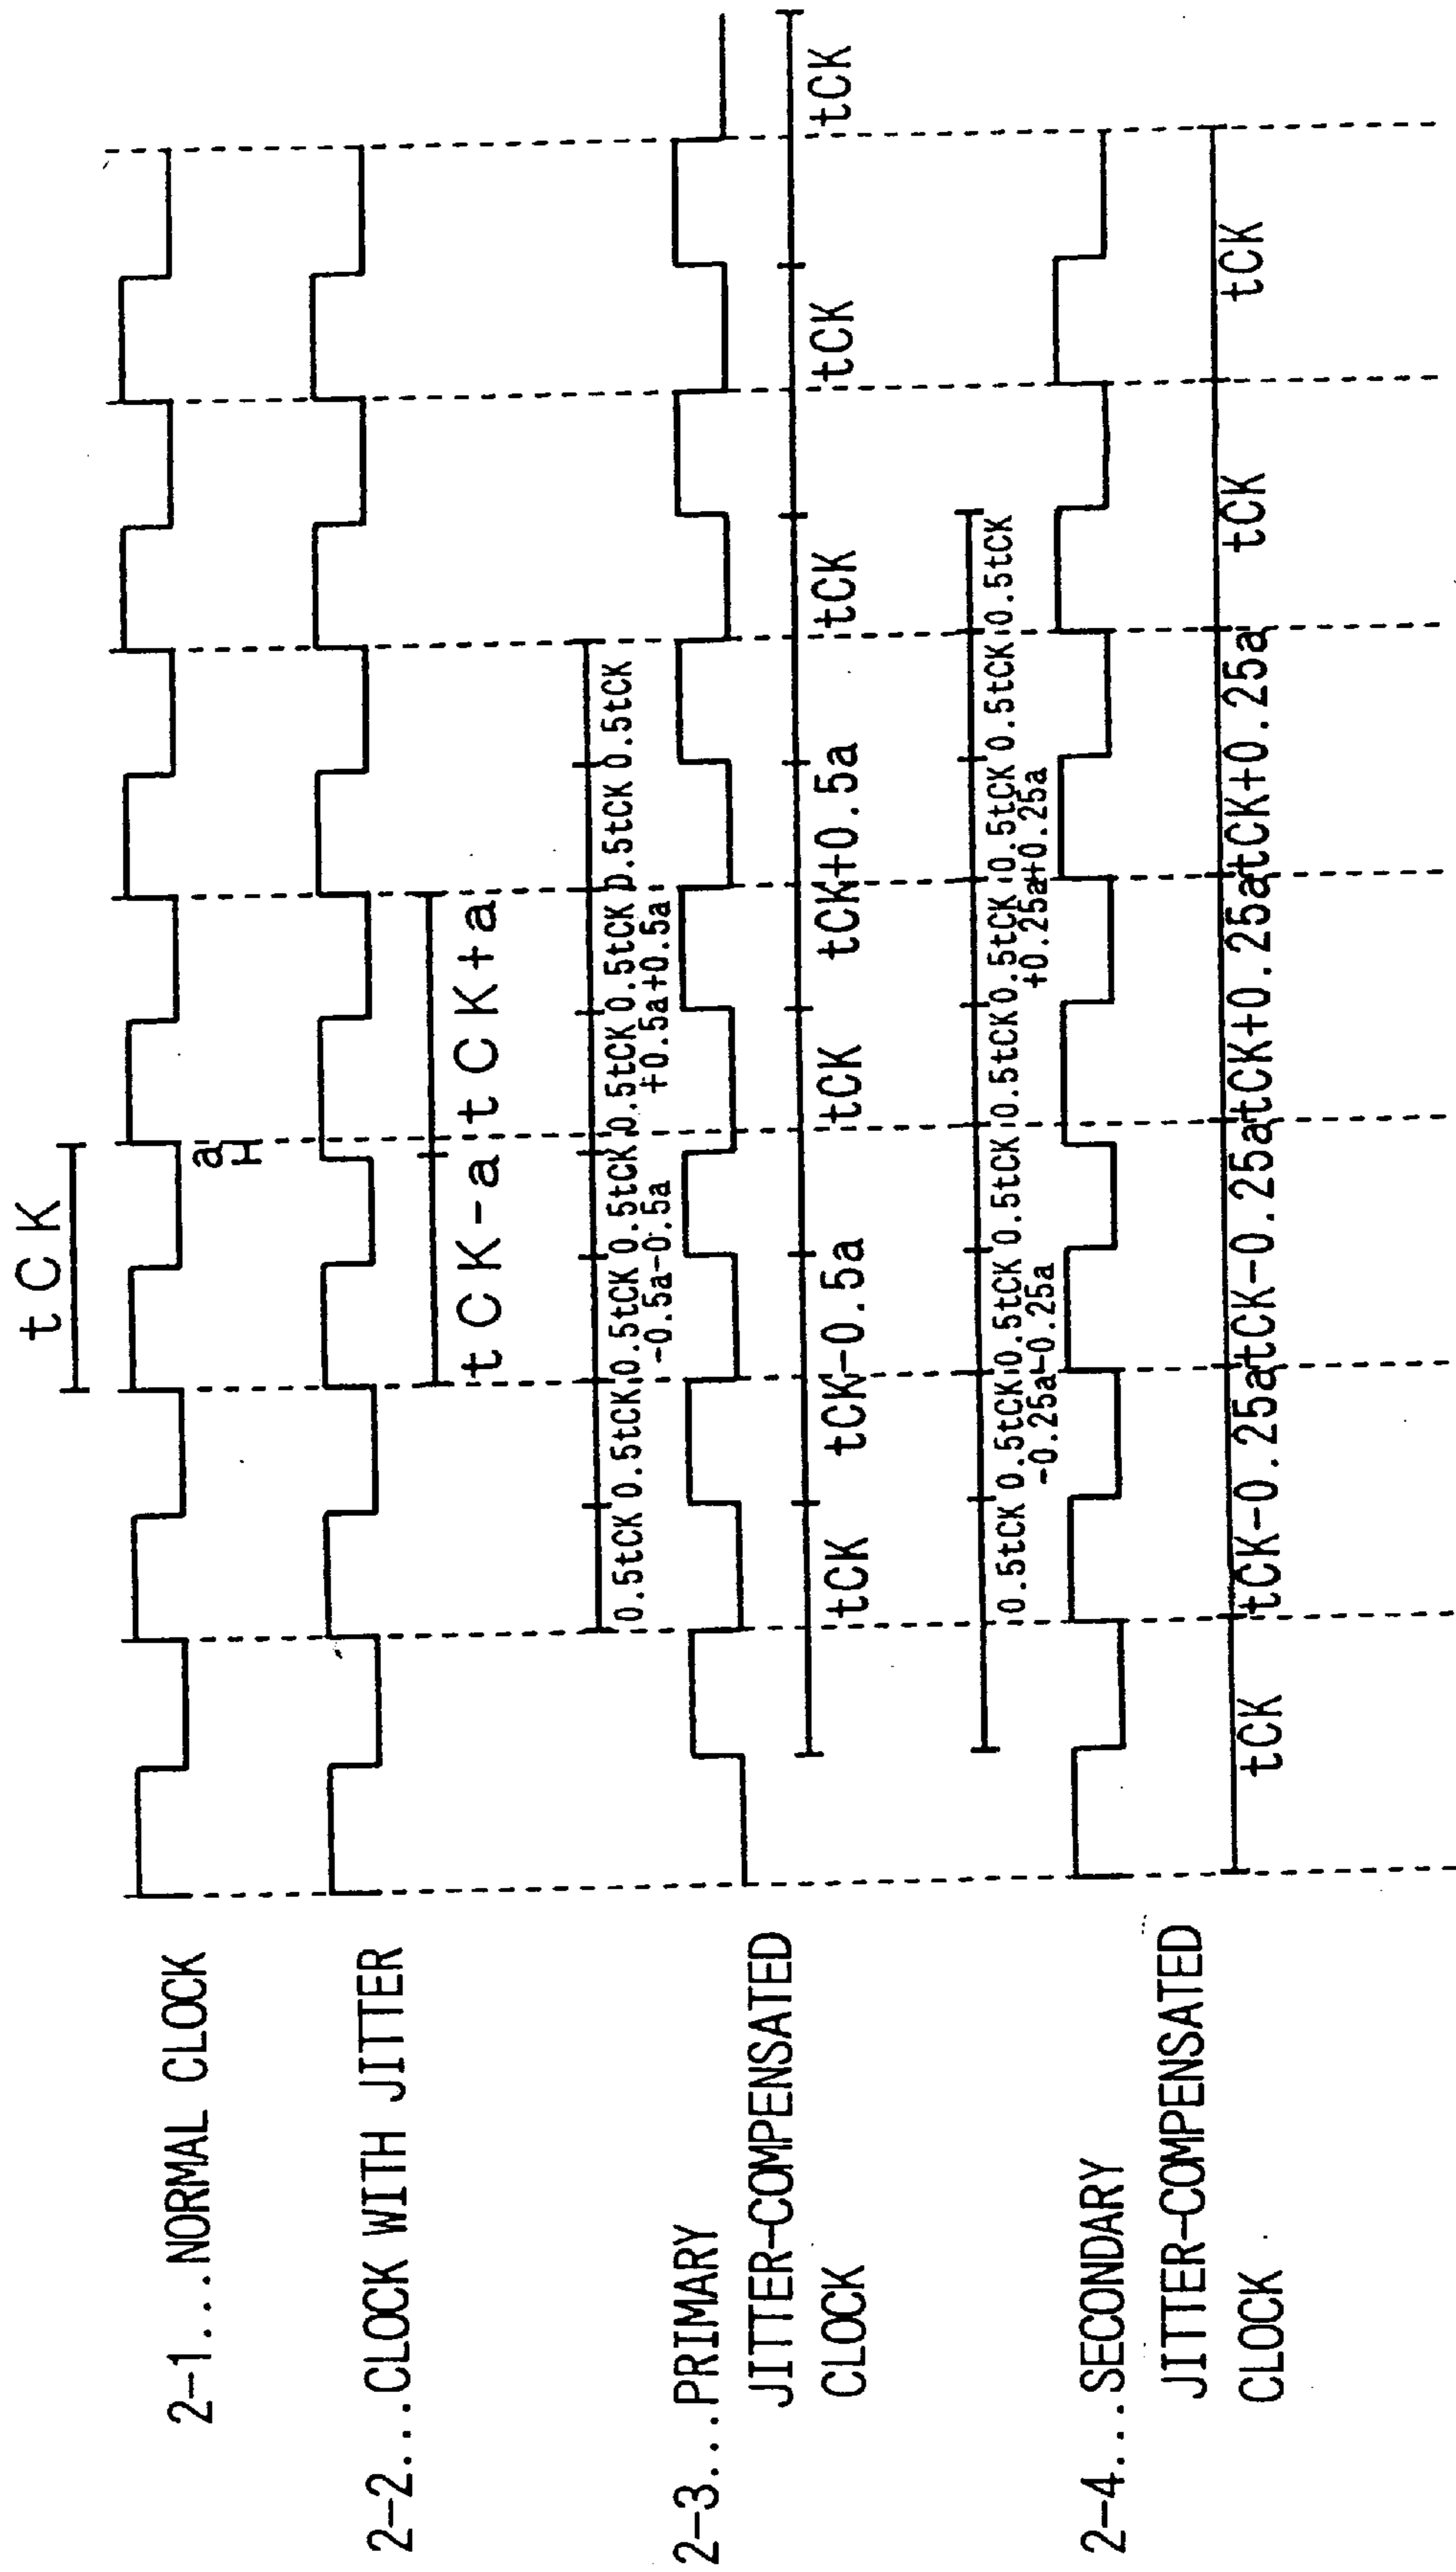 tCK
2-1...NORMAL CLOCK
a
2-2...CLOCK WITH JITTER
tCK-a tCK+a
0.5tCK 0.5tCK 0.5tCK 0.5tCK 0.5tCK 0.5tCK 0.5tCK 0.5tCK
-0.5a-0.5a +0.5a+0.5a
2-3...PRIMARY
JITTER-COMPENSATED
CLOCK
tCK tCK-0.5a tCK tCK+0.5a tCK tCK tCK
0.5tCK 0.5tCK 0.5tCK 0.5tCK 0.5tCK 0.5tCK 0.5tCK 0.5tCK 0.5tCK
-0.25a-0.25a +0.25a+0.25a
2-4...SECONDARY
JITTER-COMPENSATED
CLOCK
tCK tCK-0.25a tCK-0.25a tCK+0.25a tCK+0.25a tCK tCK